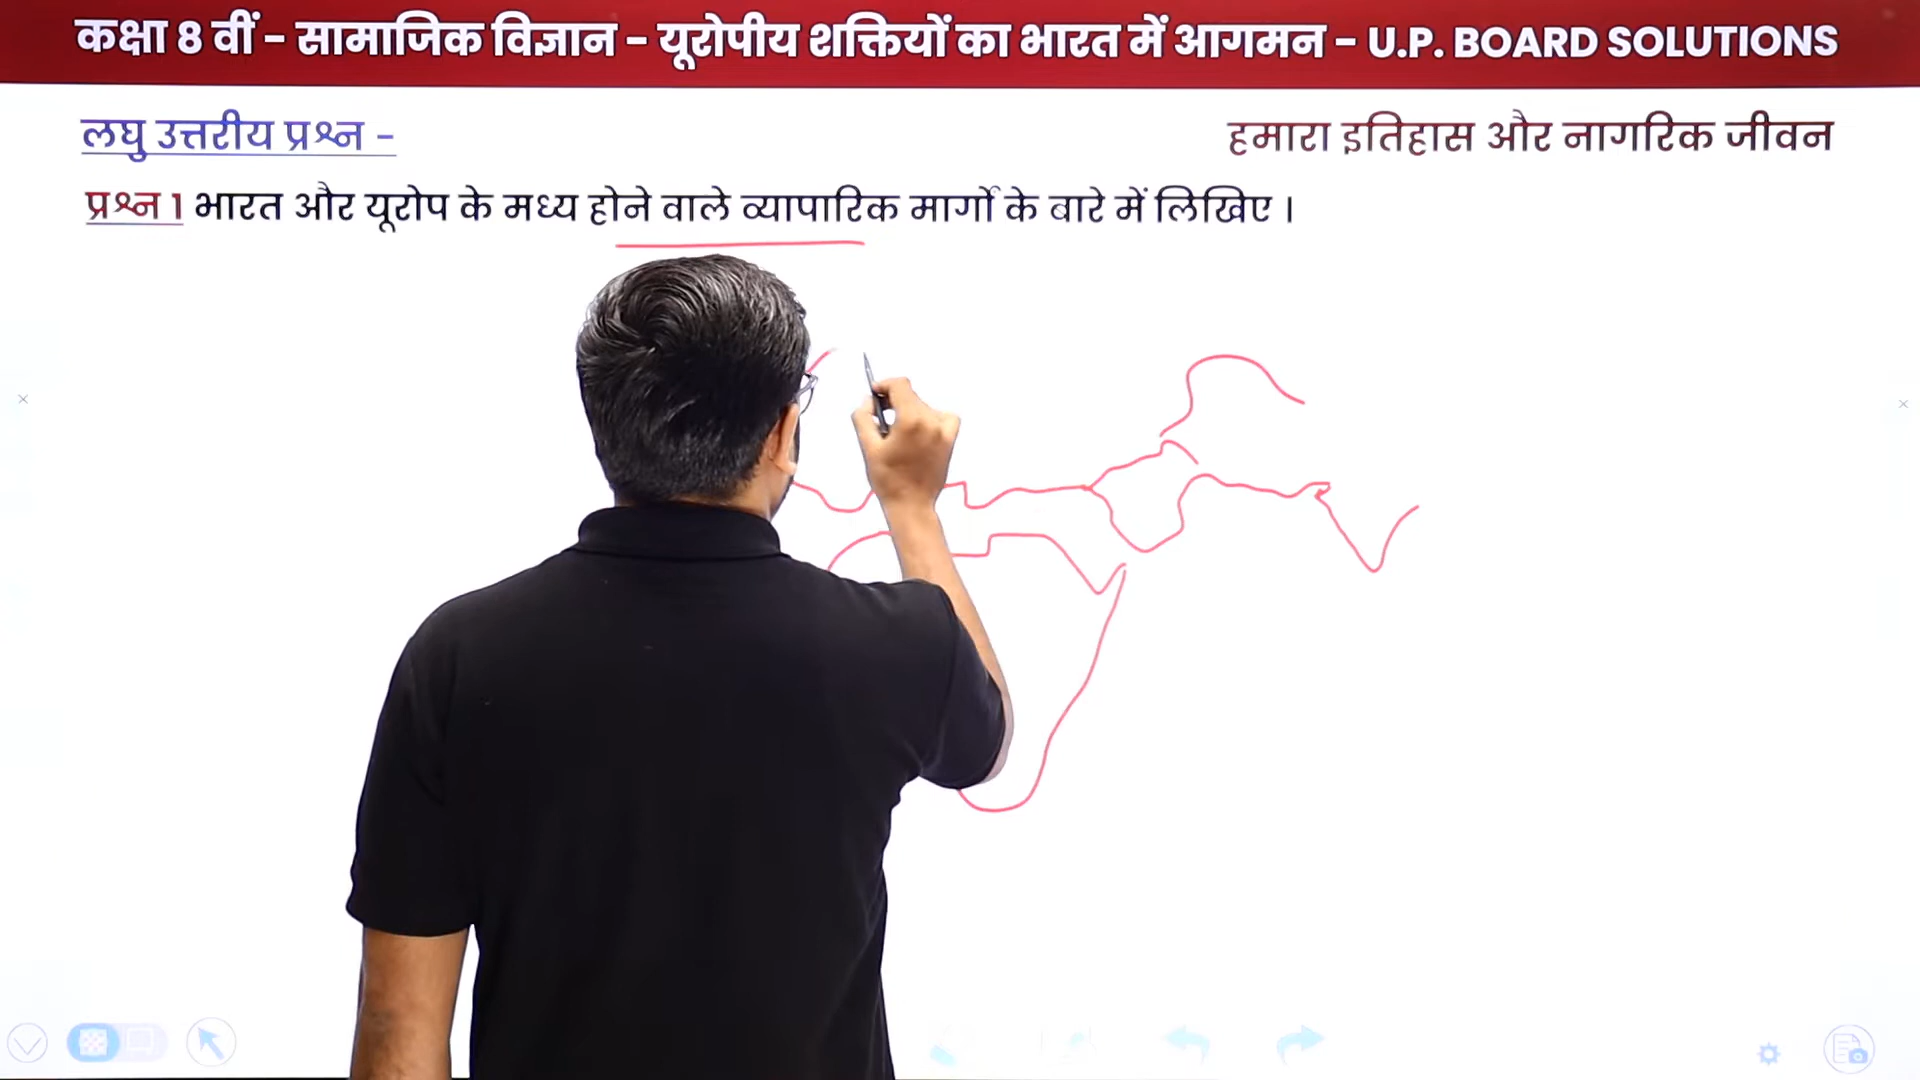 कक्षा 8 वीं - सामाजिक विज्ञान - यूरोपीय शक्तियों का भारत में आगमन - U.P. BOARD SOLUTIONS
लघु उत्तरीय प्रश्न -
हमारा इतिहास और नागरिक जीवन
प्रश्न 1 भारत और यूरोप के मध्य होने वाले व्यापारिक मार्गों के बारे में लिखिए ।